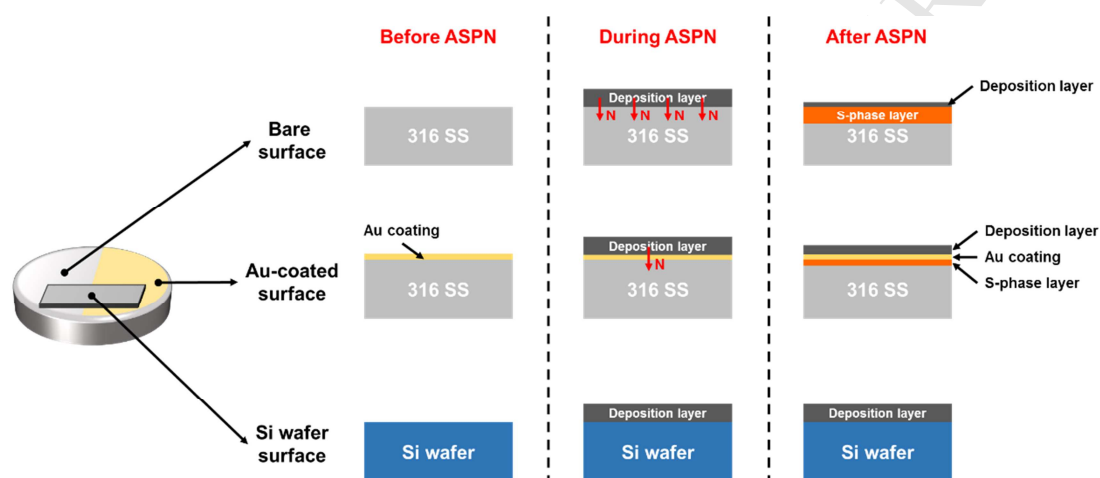 Before ASPN
During ASPN
After ASPN
Bare
surface
316 SS
Deposition layer
N N N N
316 SS
Deposition layer
S-phase layer
316 SS
Au-coated
surface
Au coating
316 SS
Deposition layer
N
316 SS
Deposition layer
Au coating
S-phase layer
316 SS
Si wafer
surface
Si wafer
Deposition layer
Si wafer
Deposition layer
Si wafer